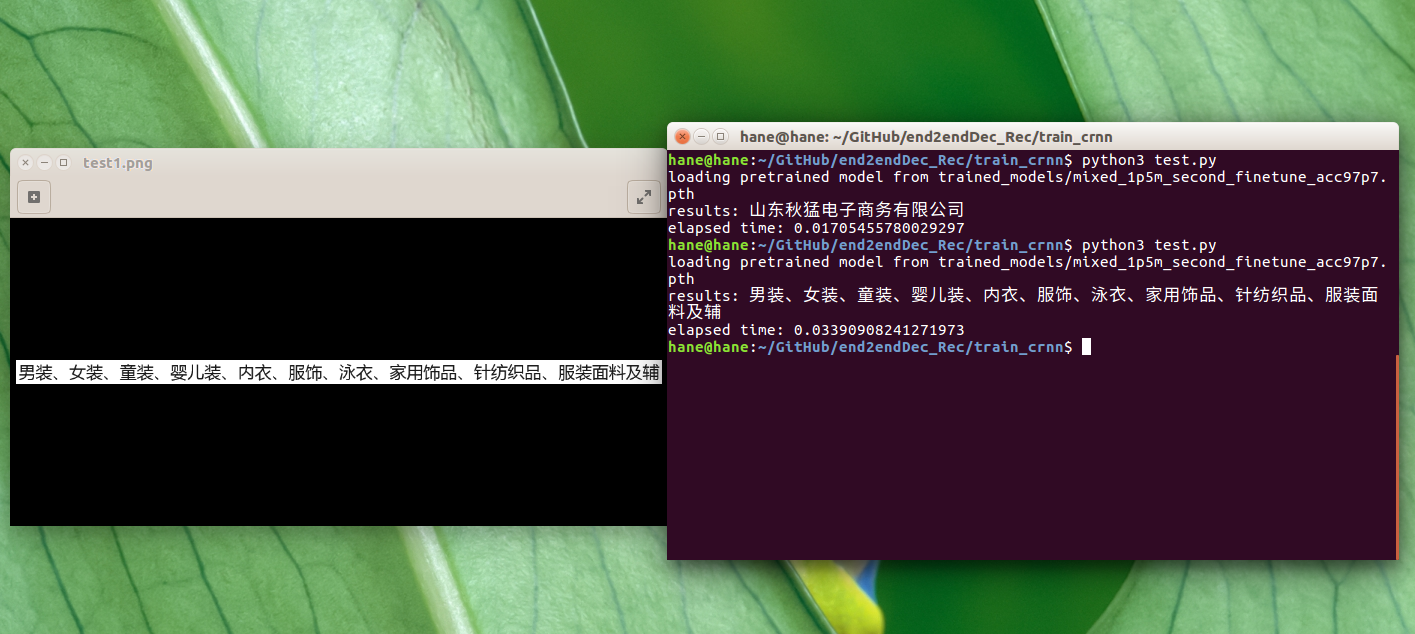 test1.png
男装、女装、童装、婴儿装、内衣、服饰、泳衣、家用饰品、针纺织品、服装面料及辅
hane@hane: ~/GitHub/end2endDec_Rec/train_crnn
hane@hane:~/GitHub/end2endDec_Rec/train_crnn$ python3 test.py
loading pretrained model from trained_models/mixed_1p5m_second_finetune_acc97p7.
pth
results: 山东秋猛电子商务有限公司
elapsed time: 0.01705455780029297
hane@hane:~/GitHub/end2endDec_Rec/train_crnn$ python3 test.py
loading pretrained model from trained_models/mixed_1p5m_second_finetune_acc97p7.
pth
results: 男装、女装、童装、婴儿装、内衣、服饰、泳衣、家用饰品、针纺织品、服装面
料及辅
elapsed time: 0.03390908241271973
hane@hane:~/GitHub/end2endDec_Rec/train_crnn$